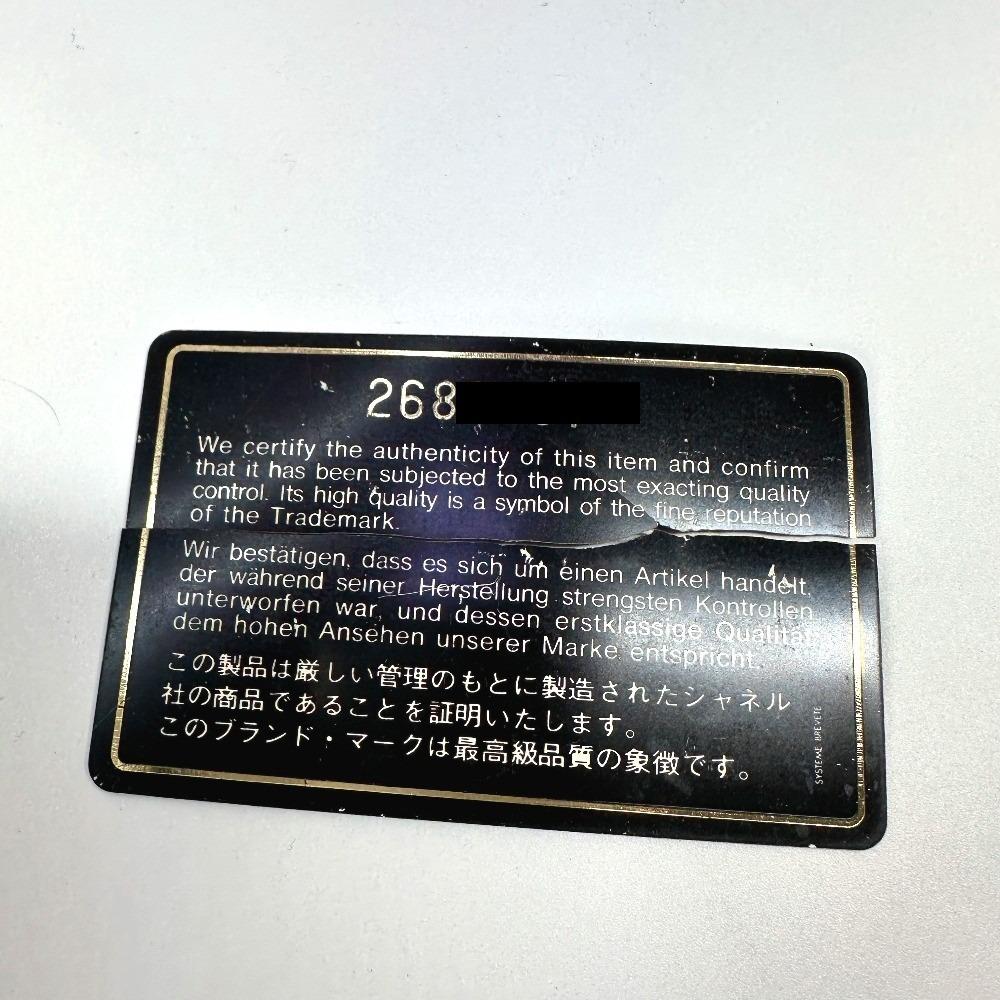 268
We certify the authenticity of this item and confirm
that it has been subjected to the most exacting quality
control. Its high quality is a symbol of the fine reputation
of the Trademark.
Wir bestätigen, dass es sich um einen Artikel handelt,
der während seiner Herstellung strengsten Kontrollen
unterworfen war, und dessen erstklassige Qualität
dem hohen Ansehen unserer Marke entspricht.
この製品は厳しい管理のもとに製造されたシャネル
社の商品であることを証明いたします。
このブランド・マークは最高級品質の象徴です。
SYSTEME BREVETE